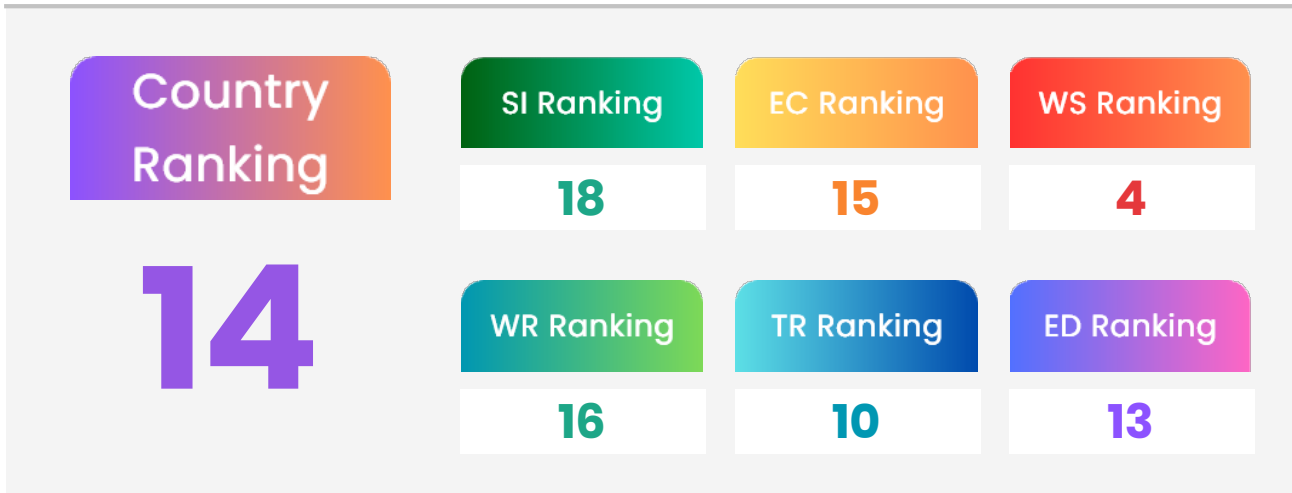 Country
Ranking
14
SI Ranking
EC Ranking
WS Ranking
18
15
4
WR Ranking
TR Ranking
ED Ranking
16
10
13